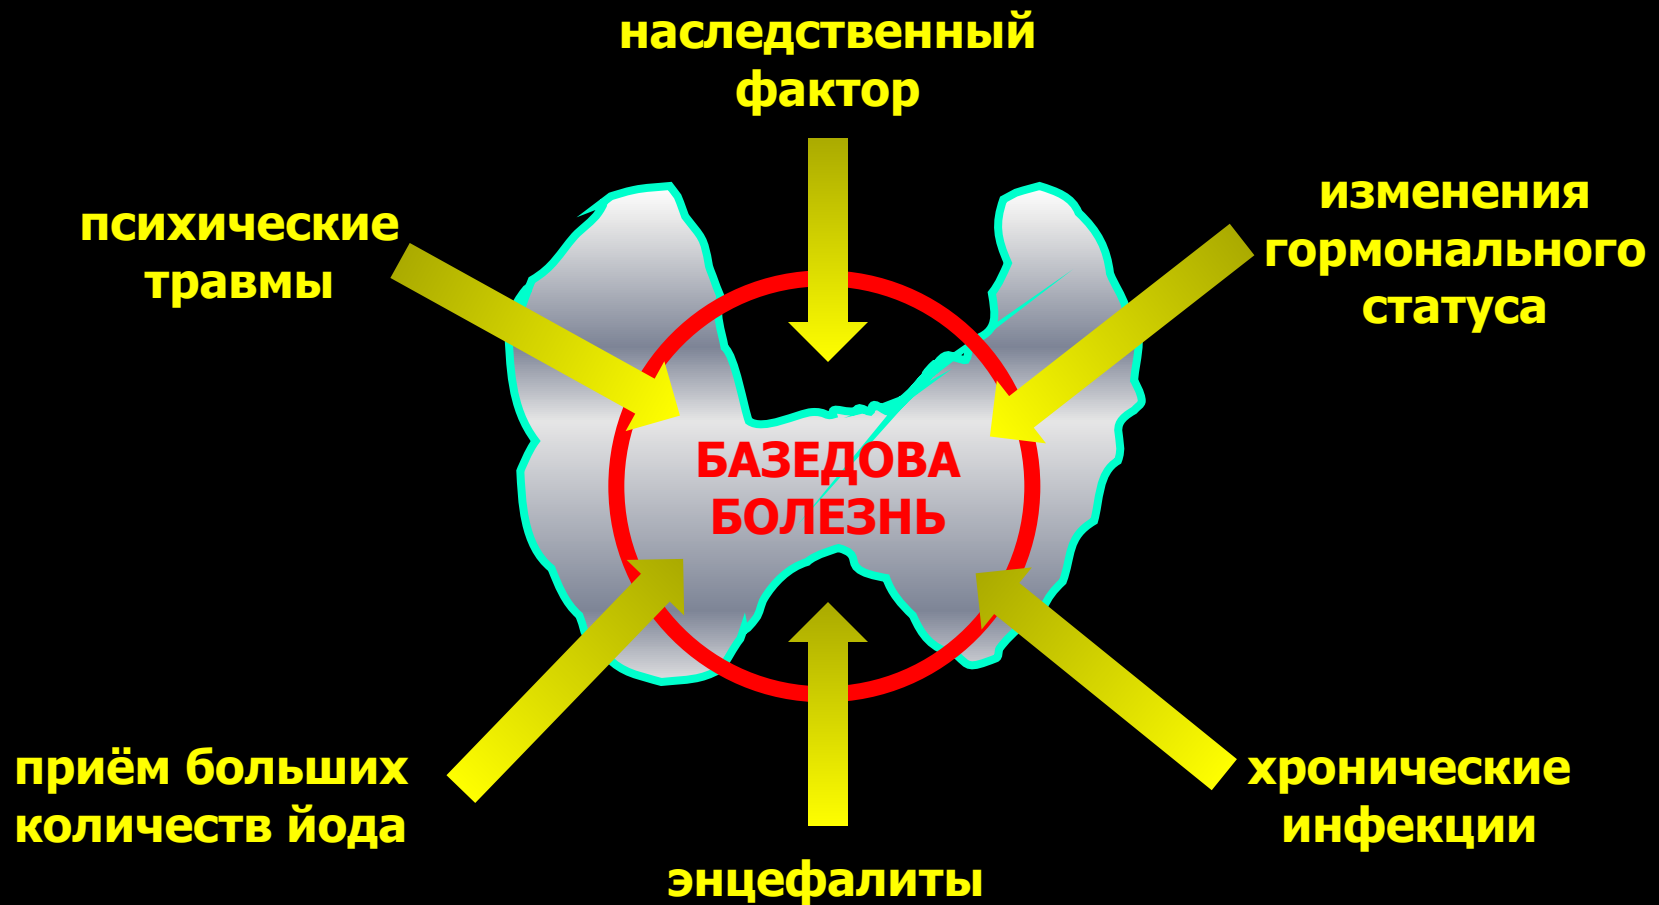 наследственный
фактор
психические
травмы
изменения
гормонального
статуса
БАЗЕДОВА
БОЛЕЗНЬ
приём больших
количеств йода
хронические
инфекции
энцефалиты